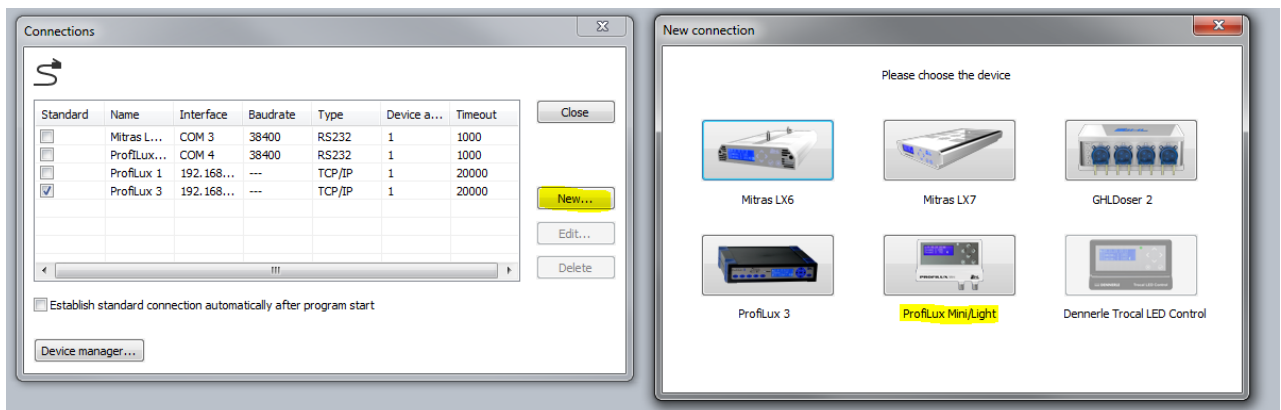 Connections
Standard Name Interface Baudrate Type Device a... Timeout
Mitras L... COM 3 38400 RS232 1 1000
ProfILux... COM 4 38400 RS232 1 1000
ProfiLux 1 192.168... --- TCP/IP 1 20000
ProfiLux 3 192.168... --- TCP/IP 1 20000
Close
New...
Edit...
Delete
Establish standard connection automatically after program start
Device manager...
New connection
Please choose the device
Mitras LX6 Mitras LX7 GHLDoser 2
PROFILUX
ProfiLux 3 ProfiLux Mini/Light Dennerle Trocal LED Control